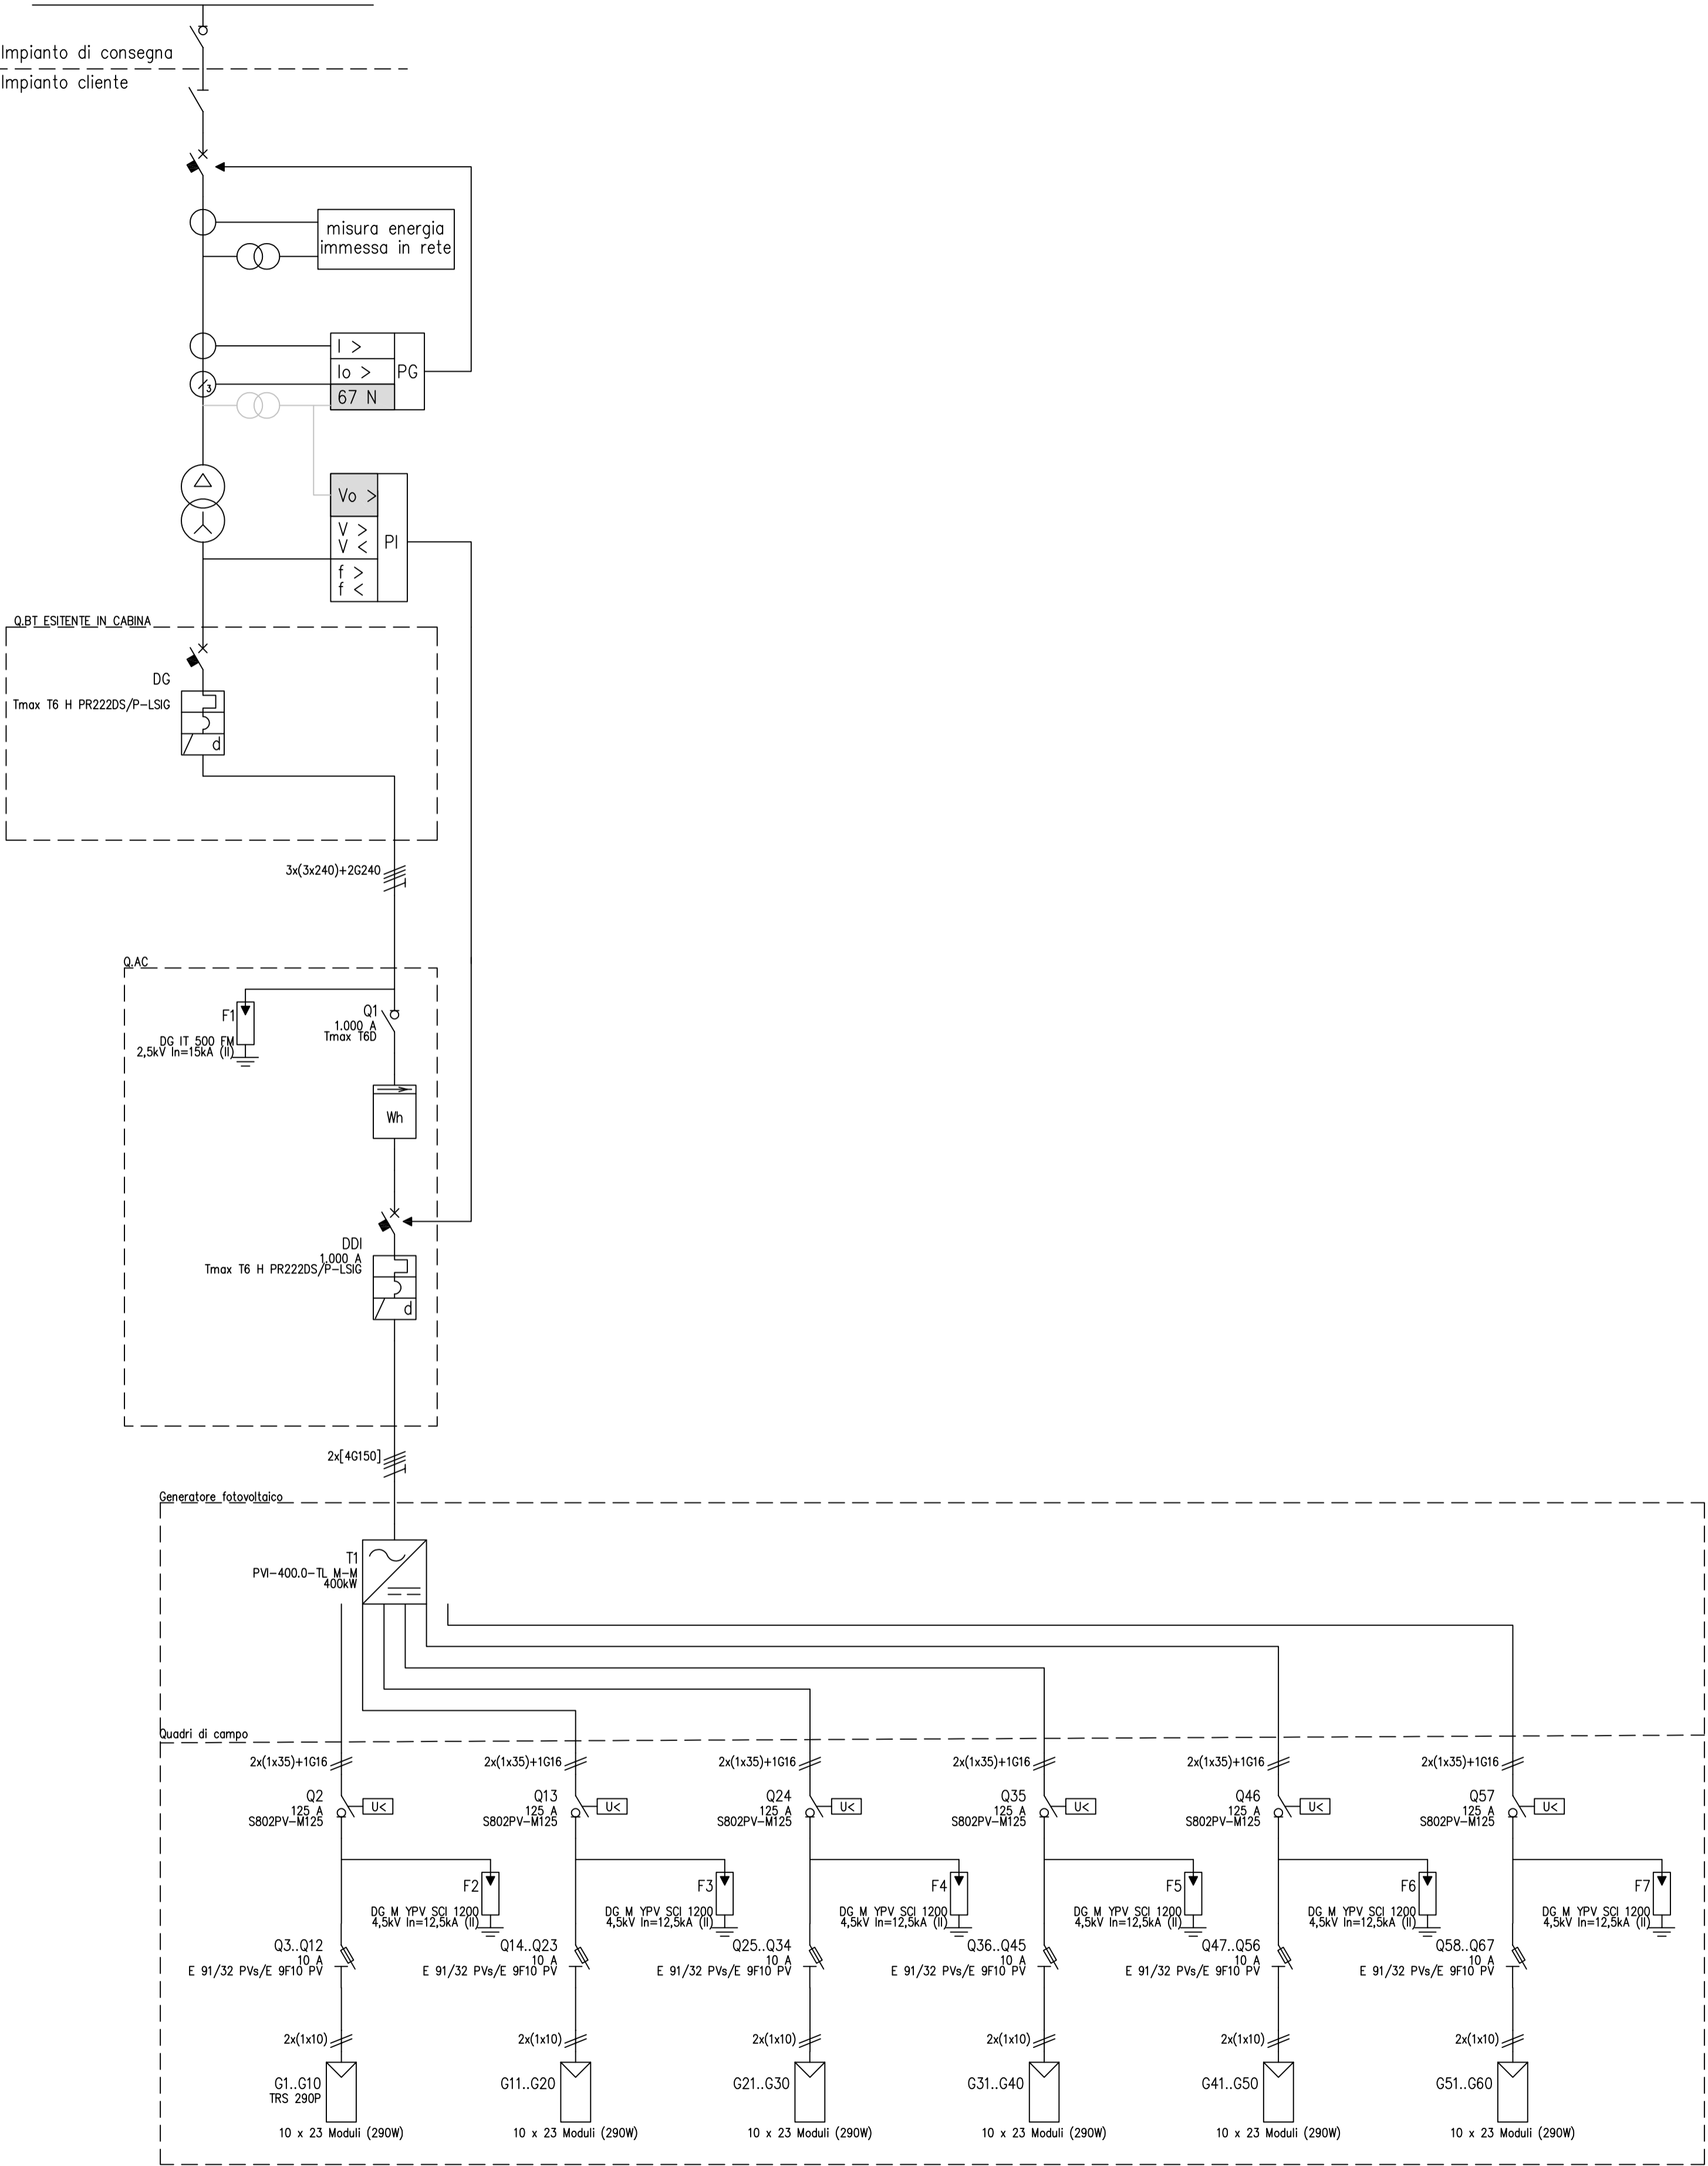 Impianto di consegna
Impianto cliente
misura energia
immessa in rete
I >
Io >
67 N
PG
3
Vo >
V >
V <
f >
f <
PI
Q.BT ESITENTE IN CABINA
DG
Tmax T6 H PR222DS/P-LSIG
d
3x(3x240)+2G240
Q.AC
F1
DG IT 500 FM
2,5kV In=15kA (II)
Q1
1.000 A
Tmax T6D
Wh
DDI
1.000 A
Tmax T6 H PR222DS/P-LSIG
d
2x[4G150]
Generatore fotovoltaico
T1
PVI-400.0-TL M-M
400kW
Quadri di campo
2x(1x35)+1G16 2x(1x35)+1G16 2x(1x35)+1G16 2x(1x35)+1G16 2x(1x35)+1G16 2x(1x35)+1G16
Q2 Q13 Q24 Q35 Q46 Q57
125 A U< 125 A U< 125 A U< 125 A U< 125 A U< 125 A U<
S802PV-M125 S802PV-M125 S802PV-M125 S802PV-M125 S802PV-M125 S802PV-M125
F2 F3 F4 F5 F6 F7
DG M YPV SCI 1200 DG M YPV SCI 1200 DG M YPV SCI 1200 DG M YPV SCI 1200 DG M YPV SCI 1200 DG M YPV SCI 1200
4,5kV In=12,5kA (II) 4,5kV In=12,5kA (II) 4,5kV In=12,5kA (II) 4,5kV In=12,5kA (II) 4,5kV In=12,5kA (II) 4,5kV In=12,5kA (II)
Q3..Q12 Q14..Q23 Q25..Q34 Q36..Q45 Q47..Q56 Q58..Q67
10 A 10 A 10 A 10 A 10 A 10 A
E 91/32 PVs/E 9F10 PV E 91/32 PVs/E 9F10 PV E 91/32 PVs/E 9F10 PV E 91/32 PVs/E 9F10 PV E 91/32 PVs/E 9F10 PV E 91/32 PVs/E 9F10 PV
2x(1x10) 2x(1x10) 2x(1x10) 2x(1x10) 2x(1x10) 2x(1x10)
G1..G10 G11..G20 G21..G30 G31..G40 G41..G50 G51..G60
TRS 290P
10 x 23 Moduli (290W) 10 x 23 Moduli (290W) 10 x 23 Moduli (290W) 10 x 23 Moduli (290W) 10 x 23 Moduli (290W) 10 x 23 Moduli (290W)